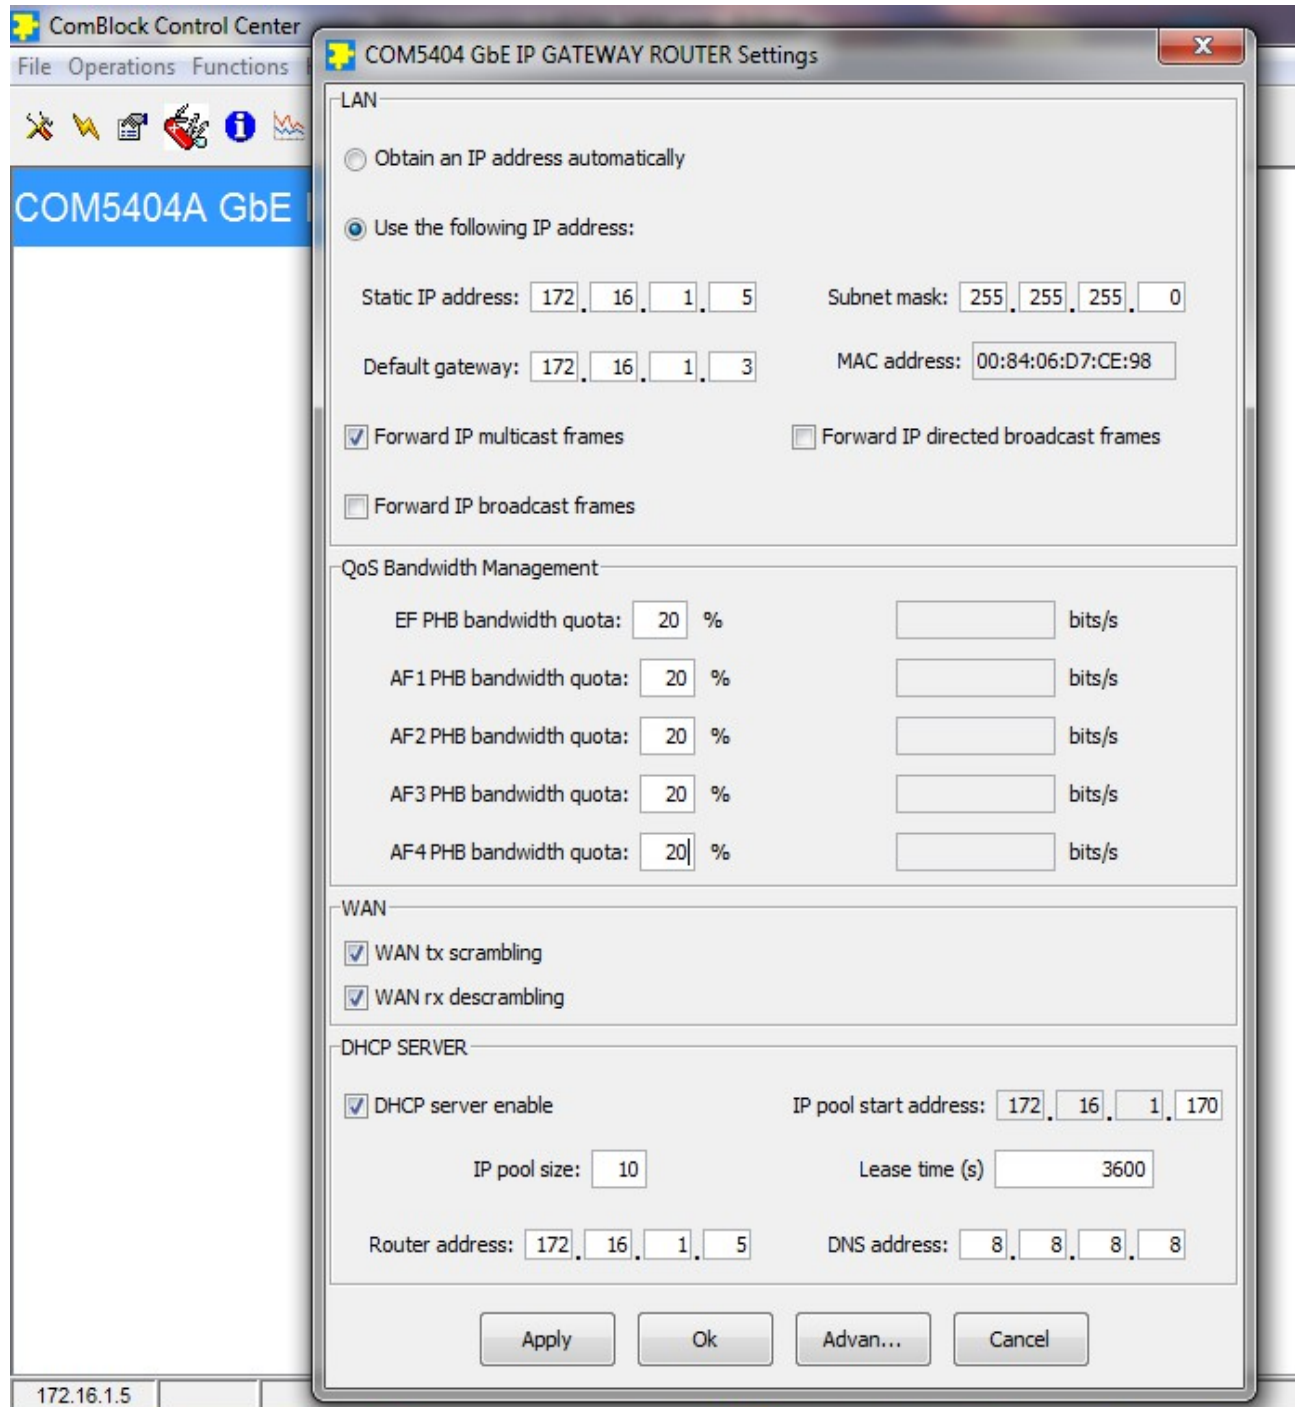 ComBlock Control Center
COM5404 GbE IP GATEWAY ROUTER Settings
X
File Operations Functions
LAN
Obtain an IP address automatically
COM5404A GbE
Use the following IP address:
Static IP address: 172 . 16 . 1 . 5 Subnet mask: 255 . 255 . 255 . 0
Default gateway: 172 . 16 . 1 . 3 MAC address: 00:84:06:D7:CE:98
Forward IP multicast frames Forward IP directed broadcast frames
Forward IP broadcast frames
QoS Bandwidth Management
EF PHB bandwidth quota: 20 % bits/s
AF1 PHB bandwidth quota: 20 % bits/s
AF2 PHB bandwidth quota: 20 % bits/s
AF3 PHB bandwidth quota: 20 % bits/s
AF4 PHB bandwidth quota: 20 % bits/s
WAN
WAN tx scrambling
WAN rx descrambling
DHCP SERVER
DHCP server enable IP pool start address: 172 . 16 . 1 . 170
IP pool size: 10 Lease time (s) 3600
Router address: 172 . 16 . 1 . 5 DNS address: 8 . 8 . 8 . 8
Apply Ok Advan... Cancel
172.16.1.5